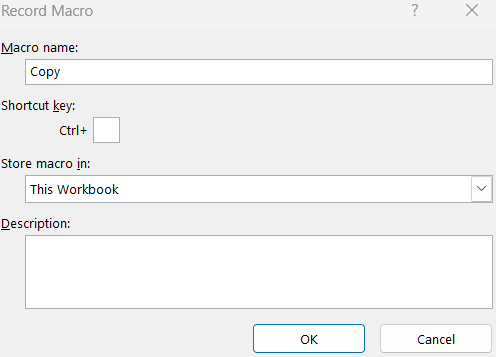 Record Macro ?
Macro name:
Copy
Shortcut key:
Ctrl+
Store macro in:
This Workbook
Description:
OK Cancel